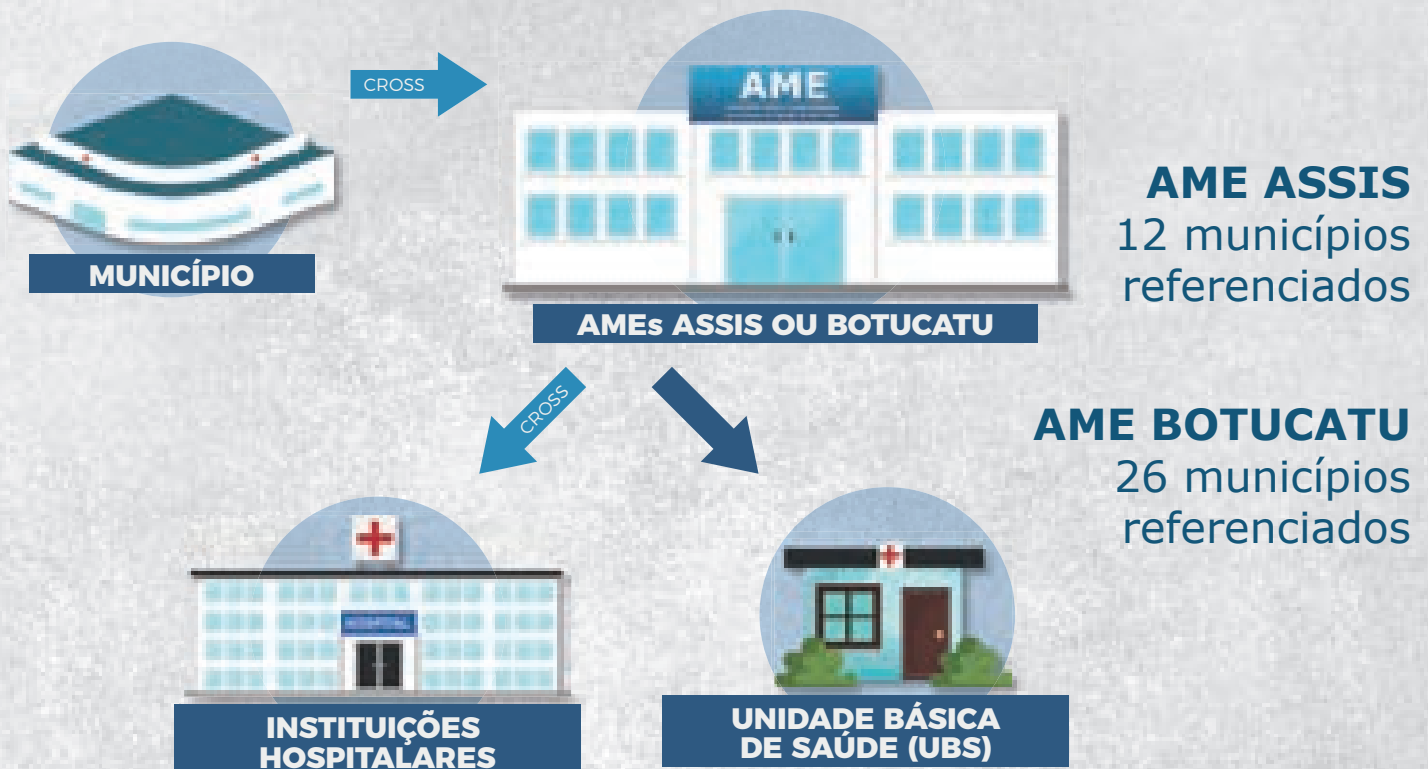 CROSS
AME
MUNICÍPIO
AMEs ASSIS OU BOTUCATU
AME ASSIS
12 municípios
referenciados
CROSS
AME BOTUCATU
26 municípios
referenciados
HOSPITAL
INSTITUIÇÕES
HOSPITALARES
UNIDADE BÁSICA
DE SAÚDE (UBS)